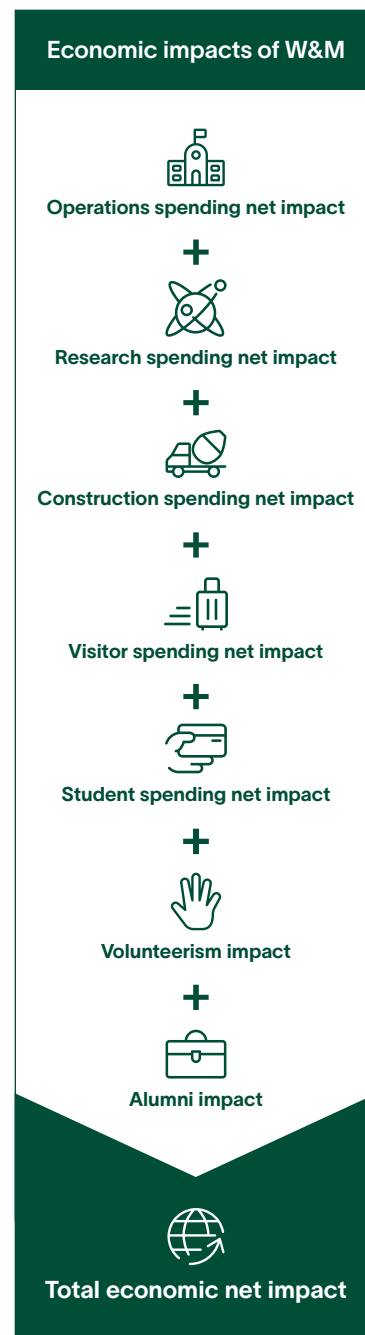 Economic impacts of W&M
Operations spending net impact
+
Research spending net impact
+
Construction spending net impact
+
Visitor spending net impact
+
Student spending net impact
+
Volunteerism impact
+
Alumni impact
Total economic net impact